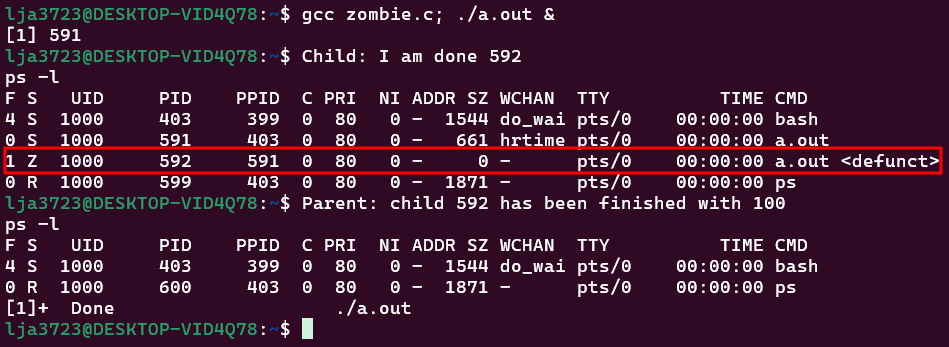 lja3723@DESKTOP-VID4Q78:~$ gcc zombie.c; ./a.out &
[1] 591
lja3723@DESKTOP-VID4Q78:~$ Child: I am done 592
ps -l
F S   UID     PID    PPID  C PRI  NI ADDR SZ WCHAN  TTY          TIME CMD
4 S  1000     403     399  0  80   0 -  1544 do_wai pts/0    00:00:00 bash
0 S  1000     591     403  0  80   0 -   661 hrtime pts/0    00:00:00 a.out
1 Z  1000     592     591  0  80   0 -     0 -      pts/0    00:00:00 a.out <defunct>
0 R  1000     599     403  0  80   0 -  1871 -      pts/0    00:00:00 ps
lja3723@DESKTOP-VID4Q78:~$ Parent: child 592 has been finished with 100
ps -l
F S   UID     PID    PPID  C PRI  NI ADDR SZ WCHAN  TTY          TIME CMD
4 S  1000     403     399  0  80   0 -  1544 do_wai pts/0    00:00:00 bash
0 R  1000     600     403  0  80   0 -  1871 -      pts/0    00:00:00 ps
[1]+  Done                    ./a.out
lja3723@DESKTOP-VID4Q78:~$